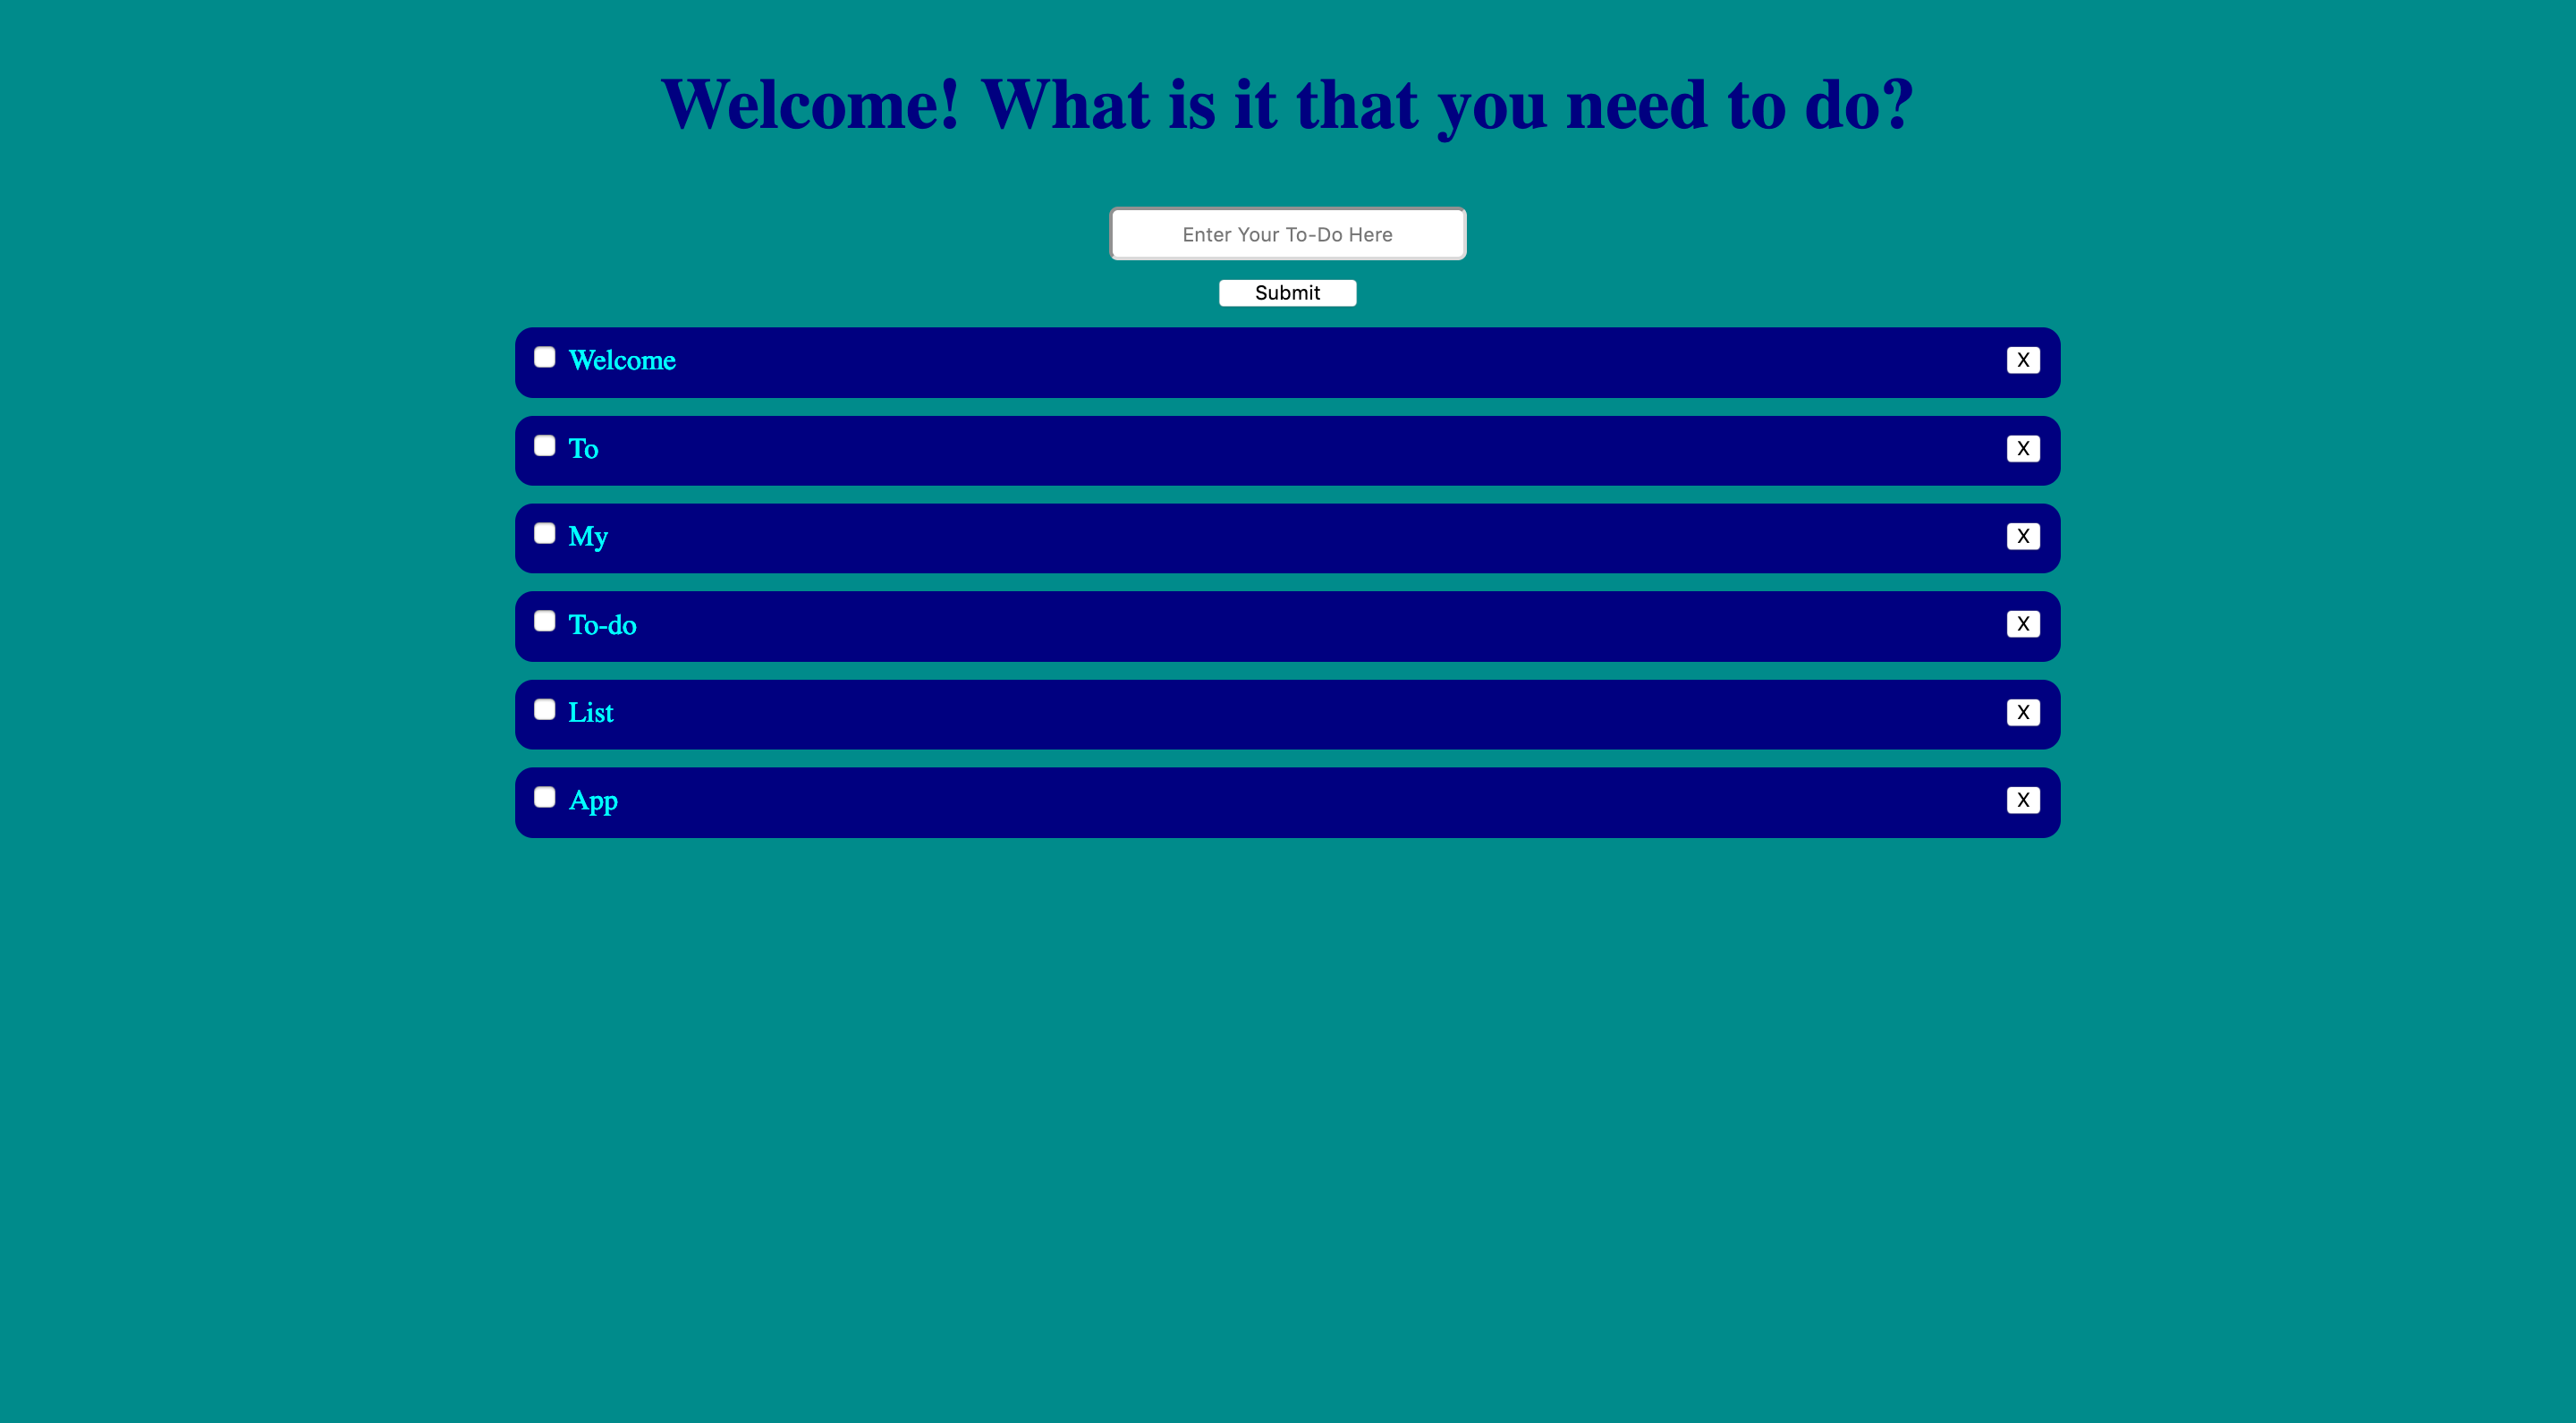 Welcome! What is it that you need to do?
Enter Your To-Do Here
Submit
Welcome X
To X
My X
To-do X
List X
App X